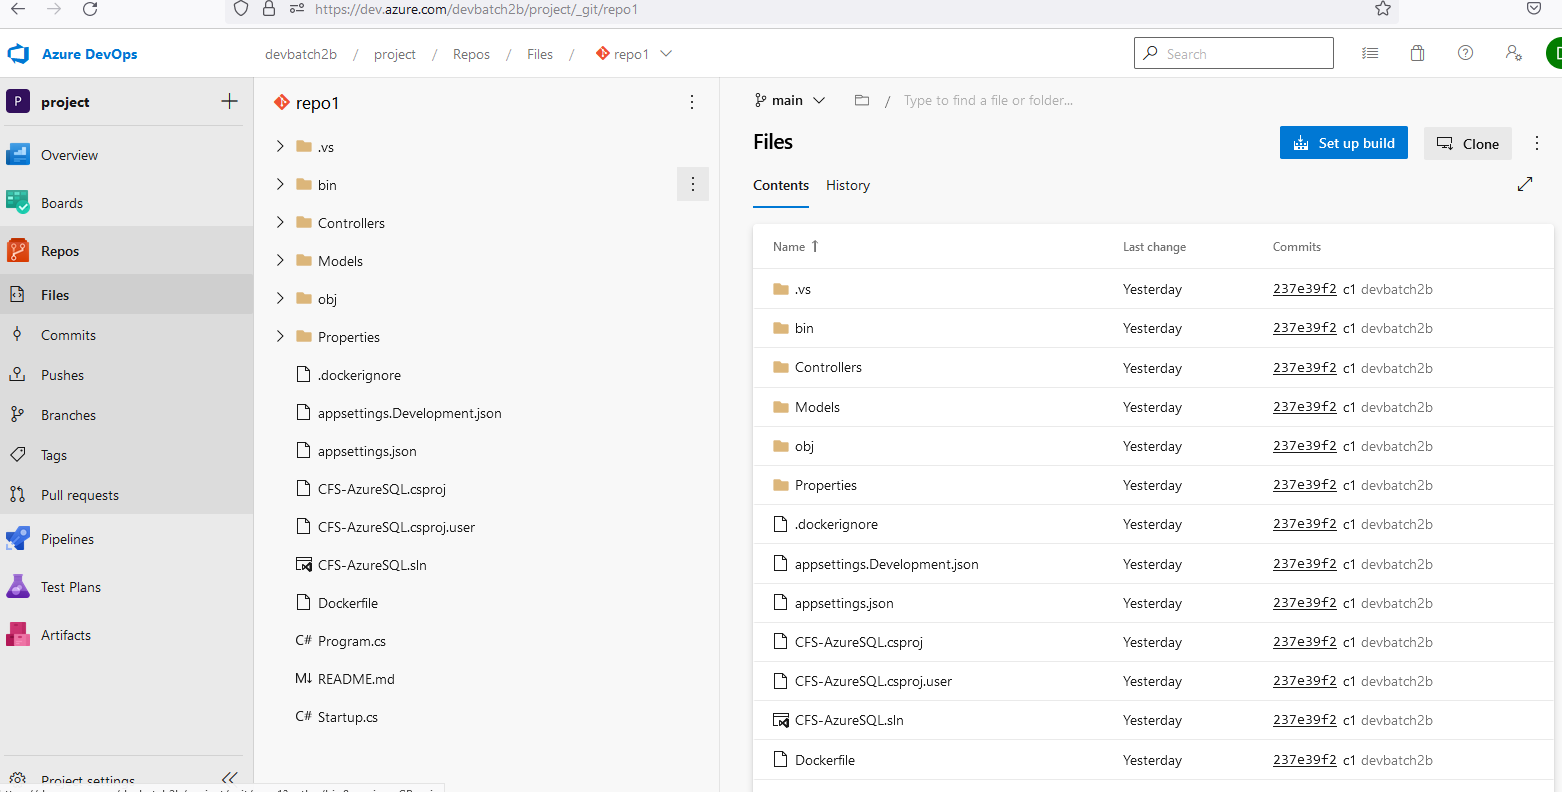 https://dev.azure.com/devbatch2b/project/_git/repo1
Azure DevOps
devbatch2b / project / Repos / Files / repo1
Search
P project
Overview
Boards
Repos
Files
Commits
Pushes
Branches
Tags
Pull requests
Pipelines
Test Plans
Artifacts
Project settings
repo1
.vs
bin
Controllers
Models
obj
Properties
.dockerignore
appsettings.Development.json
appsettings.json
CFS-AzureSQL.csproj
CFS-AzureSQL.csproj.user
CFS-AzureSQL.sln
Dockerfile
C# Program.cs
M↓ README.md
C# Startup.cs
main / Type to find a file or folder...
Files
Set up build
Clone
Contents History
Name ↑ Last change Commits
.vs Yesterday 237e39f2 c1 devbatch2b
bin Yesterday 237e39f2 c1 devbatch2b
Controllers Yesterday 237e39f2 c1 devbatch2b
Models Yesterday 237e39f2 c1 devbatch2b
obj Yesterday 237e39f2 c1 devbatch2b
Properties Yesterday 237e39f2 c1 devbatch2b
.dockerignore Yesterday 237e39f2 c1 devbatch2b
appsettings.Development.json Yesterday 237e39f2 c1 devbatch2b
appsettings.json Yesterday 237e39f2 c1 devbatch2b
CFS-AzureSQL.csproj Yesterday 237e39f2 c1 devbatch2b
CFS-AzureSQL.csproj.user Yesterday 237e39f2 c1 devbatch2b
CFS-AzureSQL.sln Yesterday 237e39f2 c1 devbatch2b
Dockerfile Yesterday 237e39f2 c1 devbatch2b